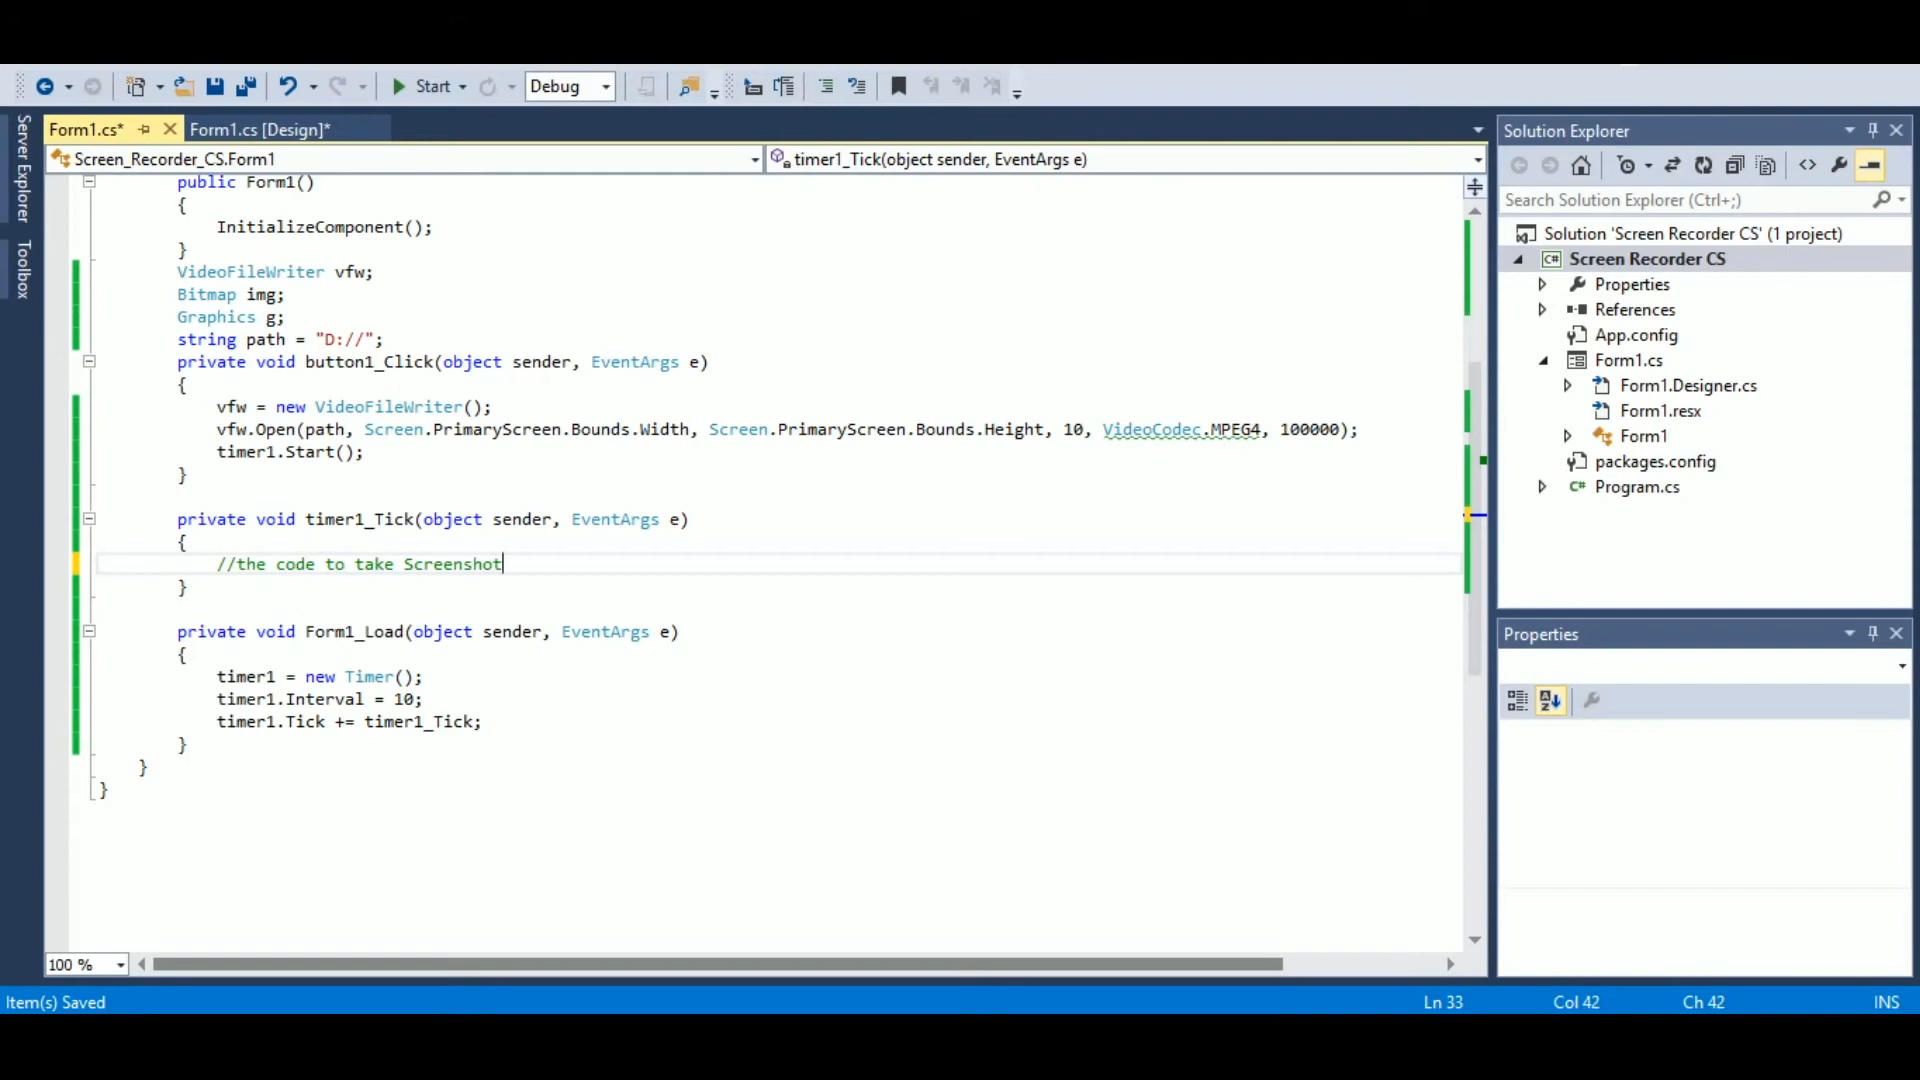 Start
Debug
Server Explorer
Toolbox
Form1.cs*
Form1.cs [Design]*
Screen_Recorder_CS.Form1
timer1_Tick(object sender, EventArgs e)
public Form1()
{
InitializeComponent();
}
VideoFileWriter vfw;
Bitmap img;
Graphics g;
string path = "D://";
private void button1_Click(object sender, EventArgs e)
{
vfw = new VideoFileWriter();
vfw.Open(path, Screen.PrimaryScreen.Bounds.Width, Screen.PrimaryScreen.Bounds.Height, 10, VideoCodec.MPEG4, 100000);
timer1.Start();
}
private void timer1_Tick(object sender, EventArgs e)
{
//the code to take Screenshot
}
private void Form1_Load(object sender, EventArgs e)
{
timer1 = new Timer();
timer1.Interval = 10;
timer1.Tick += timer1_Tick;
}
}
}
100 %
Solution Explorer
Search Solution Explorer (Ctrl+;)
Solution 'Screen Recorder CS' (1 project)
C# Screen Recorder CS
Properties
References
App.config
Form1.cs
Form1.Designer.cs
Form1.resx
Form1
packages.config
C# Program.cs
Properties
Item(s) Saved
Ln 33
Col 42
Ch 42
INS